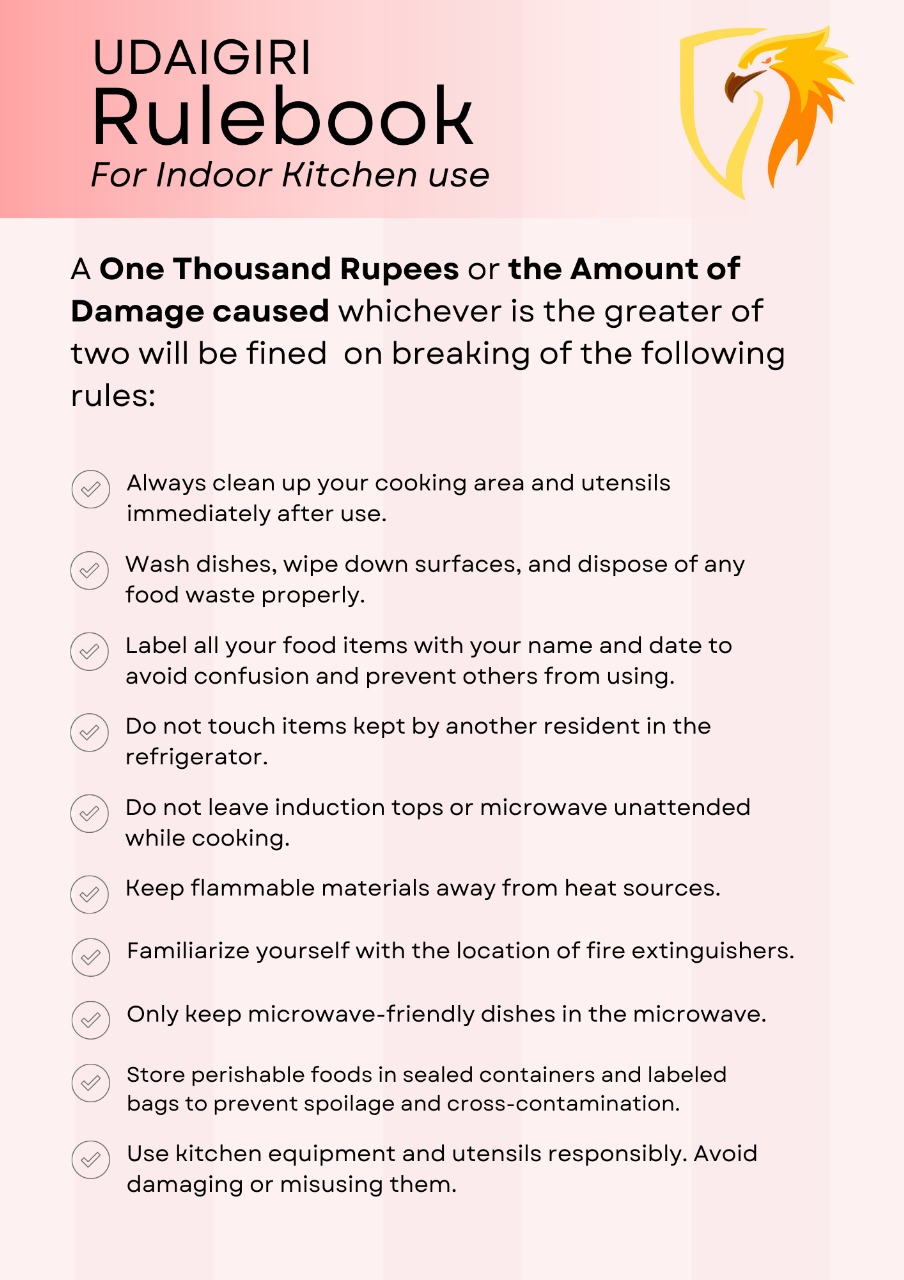 UDAIGIRI
Rulebook
For Indoor Kitchen use
A One Thousand Rupees or the Amount of
Damage caused whichever is the greater of
two will be fined on breaking of the following
rules:
Always clean up your cooking area and utensils
immediately after use.
Wash dishes, wipe down surfaces, and dispose of any
food waste properly.
Label all your food items with your name and date to
avoid confusion and prevent others from using.
Do not touch items kept by another resident in the
refrigerator.
Do not leave induction tops or microwave unattended
while cooking.
Keep flammable materials away from heat sources.
Familiarize yourself with the location of fire extinguishers.
Only keep microwave-friendly dishes in the microwave.
Store perishable foods in sealed containers and labeled
bags to prevent spoilage and cross-contamination.
Use kitchen equipment and utensils responsibly. Avoid
damaging or misusing them.